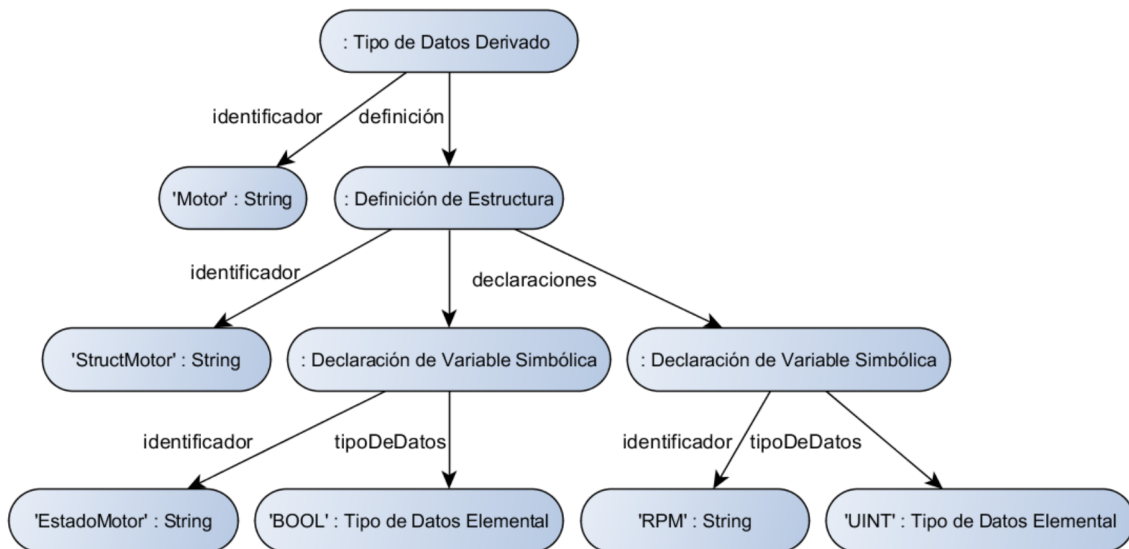 : Tipo de Datos Derivado
identificador
definición
'Motor' : String
: Definición de Estructura
identificador
declaraciones
'StructMotor' : String
: Declaración de Variable Simbólica
: Declaración de Variable Simbólica
identificador
tipoDeDatos
identificador
tipoDeDatos
'EstadoMotor' : String
'BOOL' : Tipo de Datos Elemental
'RPM' : String
'UINT' : Tipo de Datos Elemental